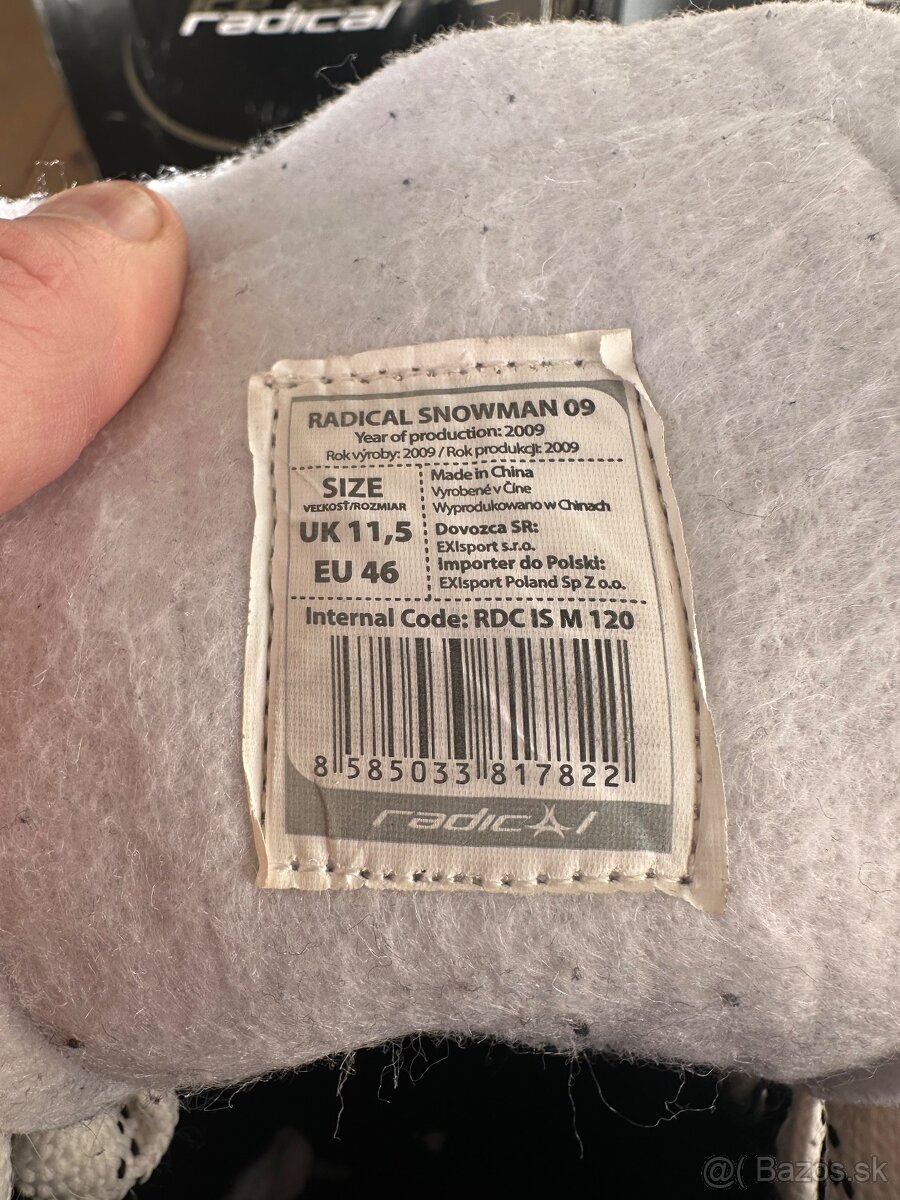 radical
RADICAL SNOWMAN 09
Year of production: 2009
Rok výroby: 2009 / Rok produkcji: 2009
SIZE
VEĽKOSŤ/ROZMIAR
UK 11,5
EU 46
Made in China
Vyrobené v Číne
Wyprodukowano w Chinach
Dovozca SR:
EXIsport s.r.o.
Importer do Polski:
EXIsport Poland Sp Z o.o.
Internal Code: RDC IS M 120
8 585033 817822
radical
@( Bazos.sk